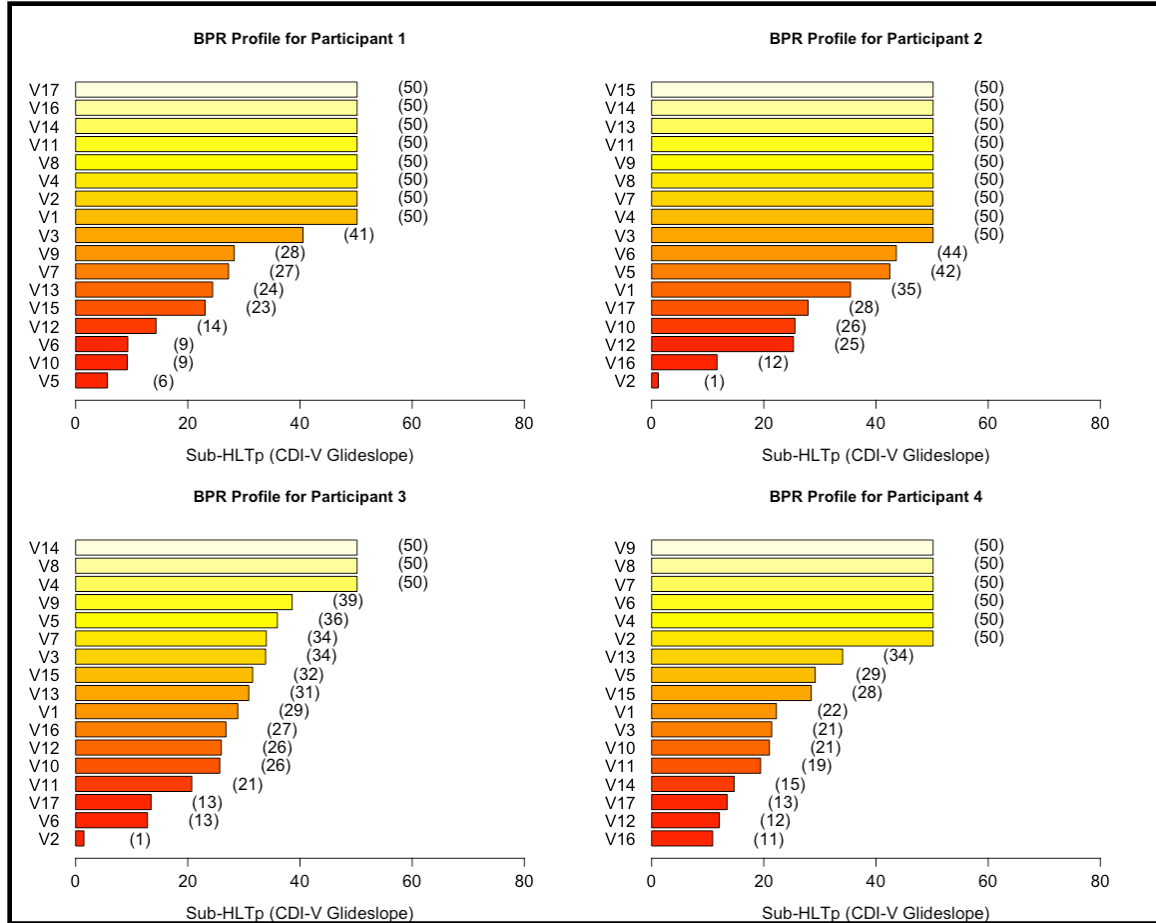 BPR Profile for Participant 1
V17 (50)
V16 (50)
V14 (50)
V11 (50)
V8 (50)
V4 (50)
V2 (50)
V1 (50)
V3 (41)
V9 (28)
V7 (27)
V13 (24)
V15 (23)
V12 (14)
V6 (9)
V10 (9)
V5 (6)
0 20 40 60 80
Sub-HLTp (CDI-V Glideslope)
BPR Profile for Participant 2
V15 (50)
V14 (50)
V13 (50)
V11 (50)
V9 (50)
V8 (50)
V7 (50)
V4 (50)
V3 (50)
V6 (44)
V5 (42)
V1 (35)
V17 (28)
V10 (26)
V12 (25)
V16 (12)
V2 (1)
0 20 40 60 80
Sub-HLTp (CDI-V Glideslope)
BPR Profile for Participant 3
V14 (50)
V8 (50)
V4 (50)
V9 (39)
V5 (36)
V7 (34)
V3 (34)
V15 (32)
V13 (31)
V1 (29)
V16 (27)
V12 (26)
V10 (26)
V11 (21)
V17 (13)
V6 (13)
V2 (1)
0 20 40 60 80
Sub-HLTp (CDI-V Glideslope)
BPR Profile for Participant 4
V9 (50)
V8 (50)
V7 (50)
V6 (50)
V4 (50)
V2 (50)
V13 (34)
V5 (29)
V15 (28)
V1 (22)
V3 (21)
V10 (21)
V11 (19)
V14 (15)
V17 (13)
V12 (12)
V16 (11)
0 20 40 60 80
Sub-HLTp (CDI-V Glideslope)